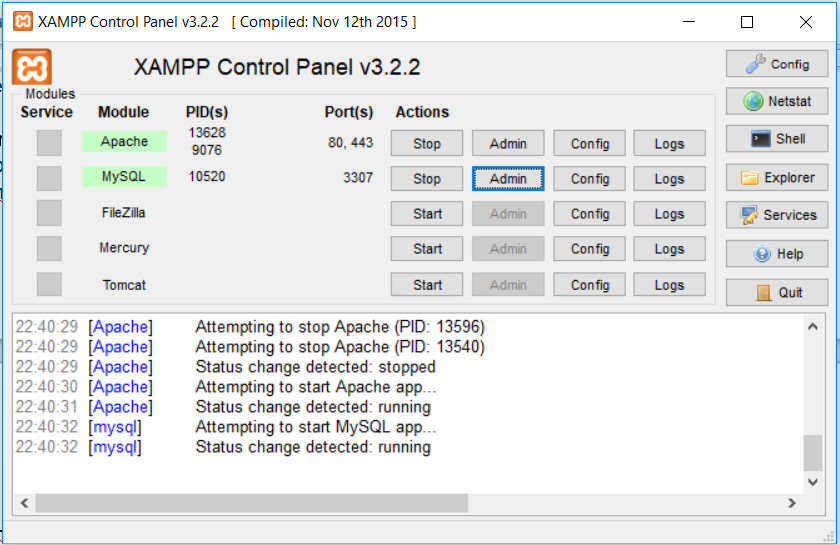 XAMPP Control Panel v3.2.2 [ Compiled: Nov 12th 2015 ]
XAMPP Control Panel v3.2.2
Modules
Service Module PID(s) Port(s) Actions
Apache 13628 9076 80, 443 Stop Admin Config Logs
MySQL 10520 3307 Stop Admin Config Logs
FileZilla Start Admin Config Logs
Mercury Start Admin Config Logs
Tomcat Start Admin Config Logs
Config
Netstat
Shell
Explorer
Services
Help
Quit
22:40:29 [Apache] Attempting to stop Apache (PID: 13596)
22:40:29 [Apache] Attempting to stop Apache (PID: 13540)
22:40:29 [Apache] Status change detected: stopped
22:40:30 [Apache] Attempting to start Apache app...
22:40:31 [Apache] Status change detected: running
22:40:32 [mysql] Attempting to start MySQL app...
22:40:32 [mysql] Status change detected: running